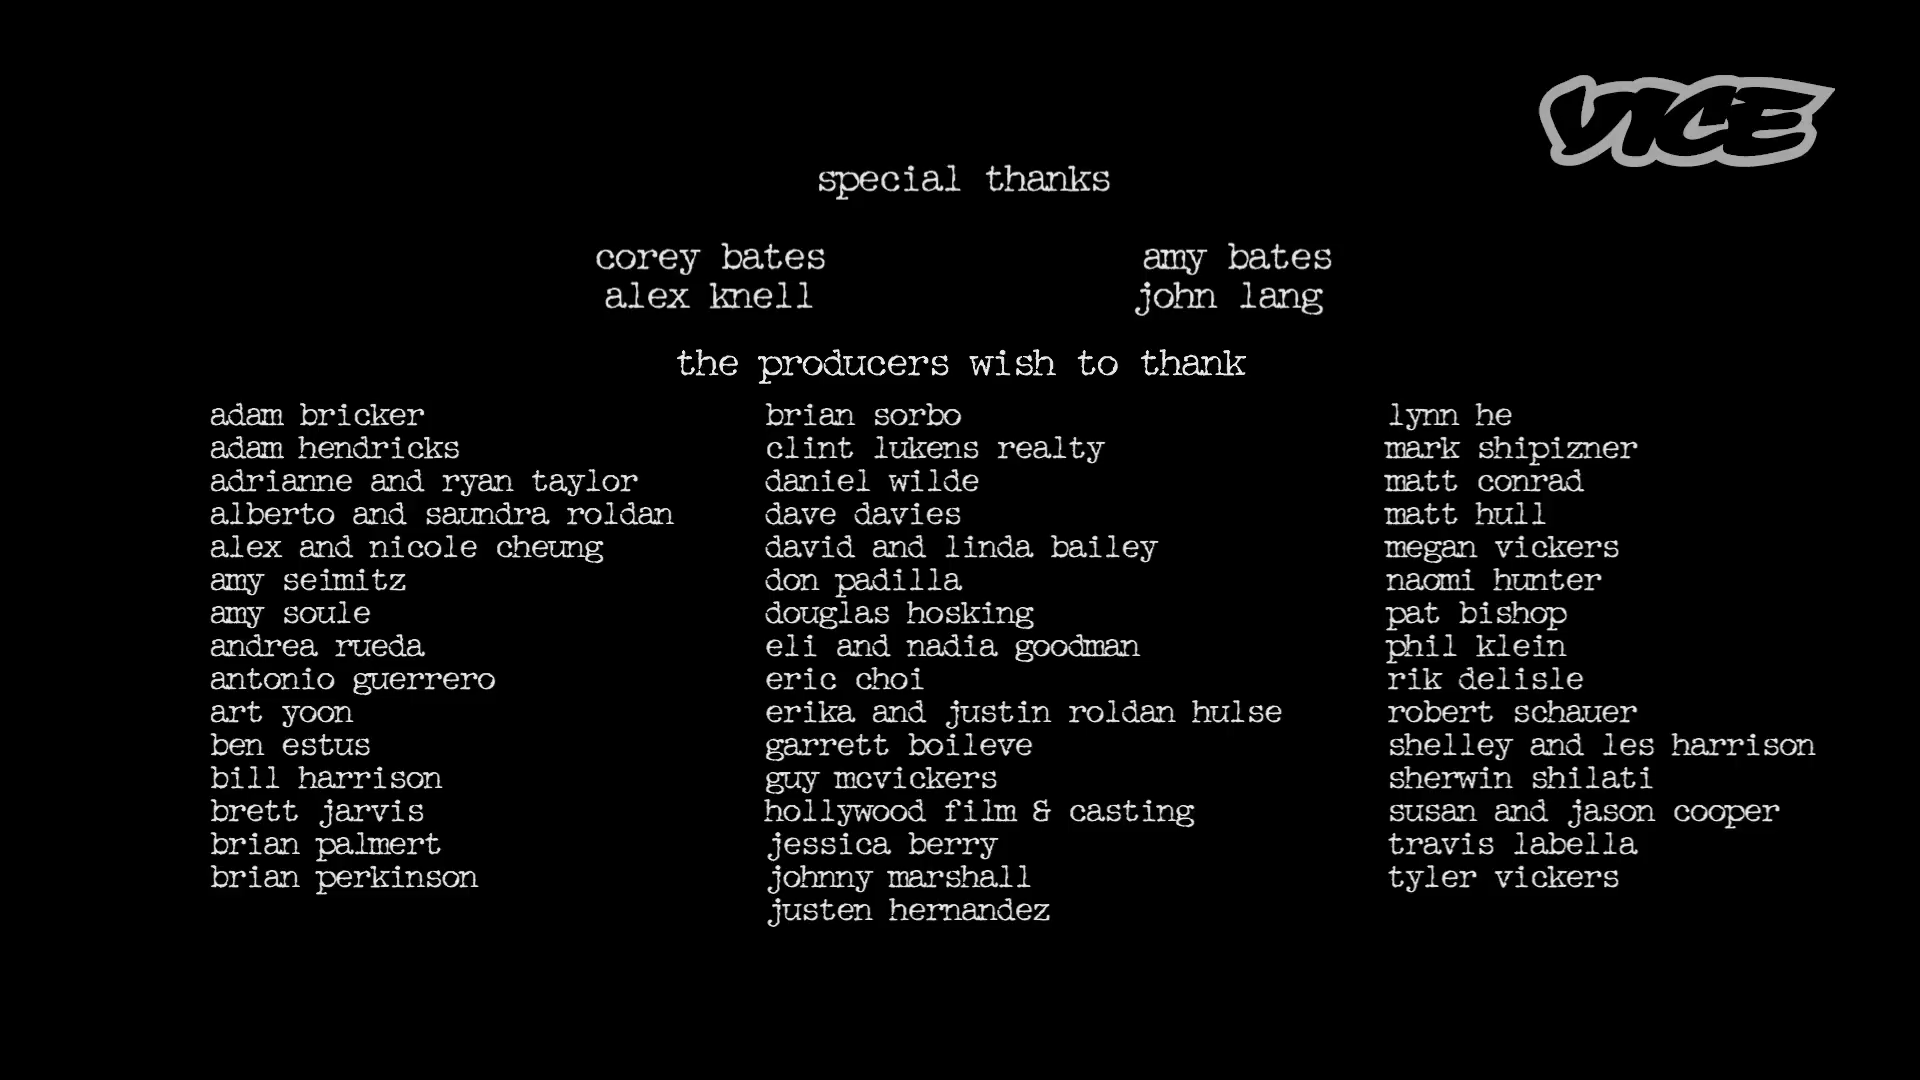 VICE
special thanks
corey bates
alex knell
amy bates
john lang
the producers wish to thank
adam bricker
adam hendricks
adrianne and ryan taylor
alberto and saundra roldan
alex and nicole cheung
amy seimitz
amy soule
andrea rueda
antonio guerrero
art yoon
ben estus
bill harrison
brett jarvis
brian palmert
brian perkinson
brian sorbo
clint lukens realty
daniel wilde
dave davies
david and linda bailey
don padilla
douglas hosking
eli and nadia goodman
eric choi
erika and justin roldan hulse
garrett boileve
guy mcvickers
hollywood film & casting
jessica berry
johnny marshall
justen hernandez
lynn he
mark shipizner
matt conrad
matt hull
megan vickers
naomi hunter
pat bishop
phil klein
rik delisle
robert schauer
shelley and les harrison
sherwin shilati
susan and jason cooper
travis labella
tyler vickers